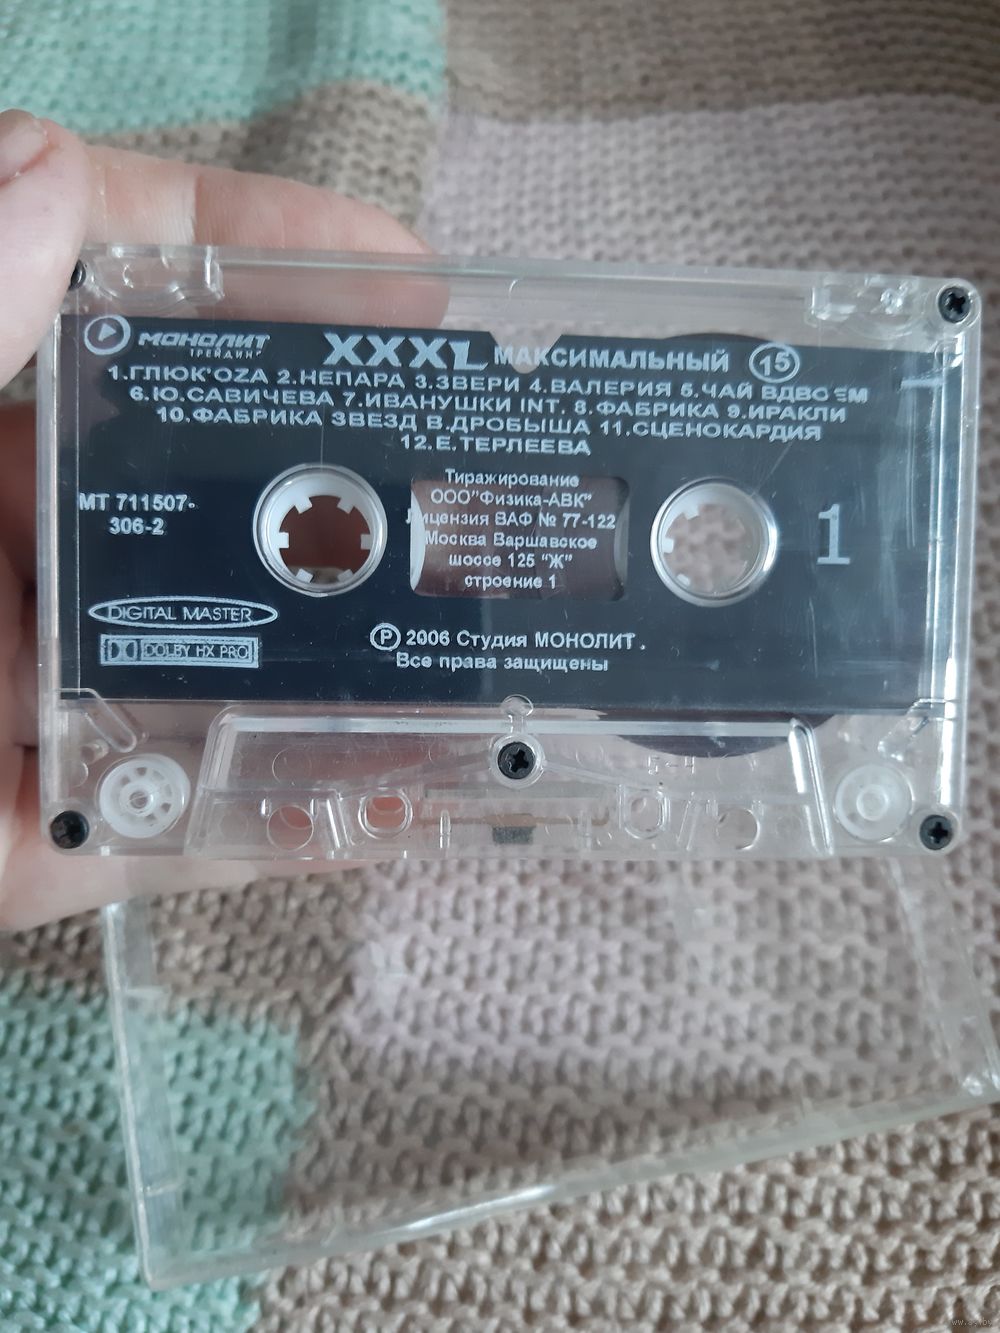 МОНОЛИТ
ТРЕЙДИНГ
XXXL МАКСИМАЛЬНЫЙ 15
1.ГЛЮК'OZA 2.НЕПАРА 3.ЗВЕРИ 4.ВАЛЕРИЯ 5.ЧАЙ ВДВОЕМ
6.Ю.САВИЧЕВА 7.ИВАНУШКИ INT. 8.ФАБРИКА 9.ИРАКЛИ
10.ФАБРИКА ЗВЕЗД В.ДРОБЫША 11.СЦЕНОКАРДИЯ
12.Е.ТЕРЛЕЕВА
МТ 711507-
306-2
Тиражирование
ООО"Физика-АВК"
Лицензия ВАФ № 77-122
Москва Варшавское
шоссе 125 "Ж"
строение 1
1
DIGITAL MASTER
DOLBY HX PRO
Ⓟ 2006 Студия МОНОЛИТ.
Все права защищены